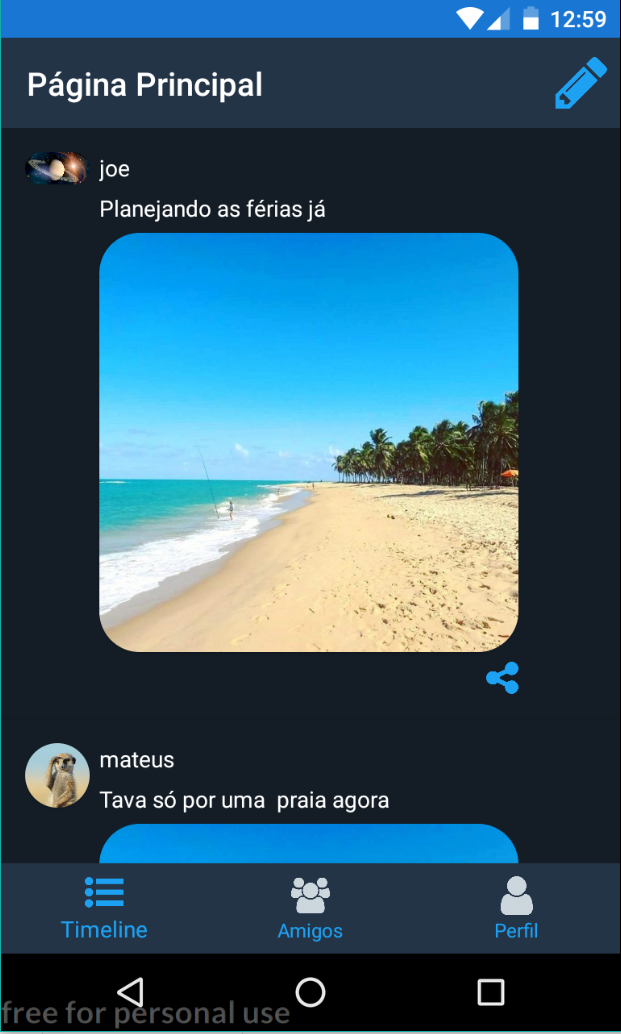 12:59
Página Principal
joe
Planejando as férias já
mateus
Tava só por uma  praia agora
Timeline
Amigos
Perfil
free for personal use